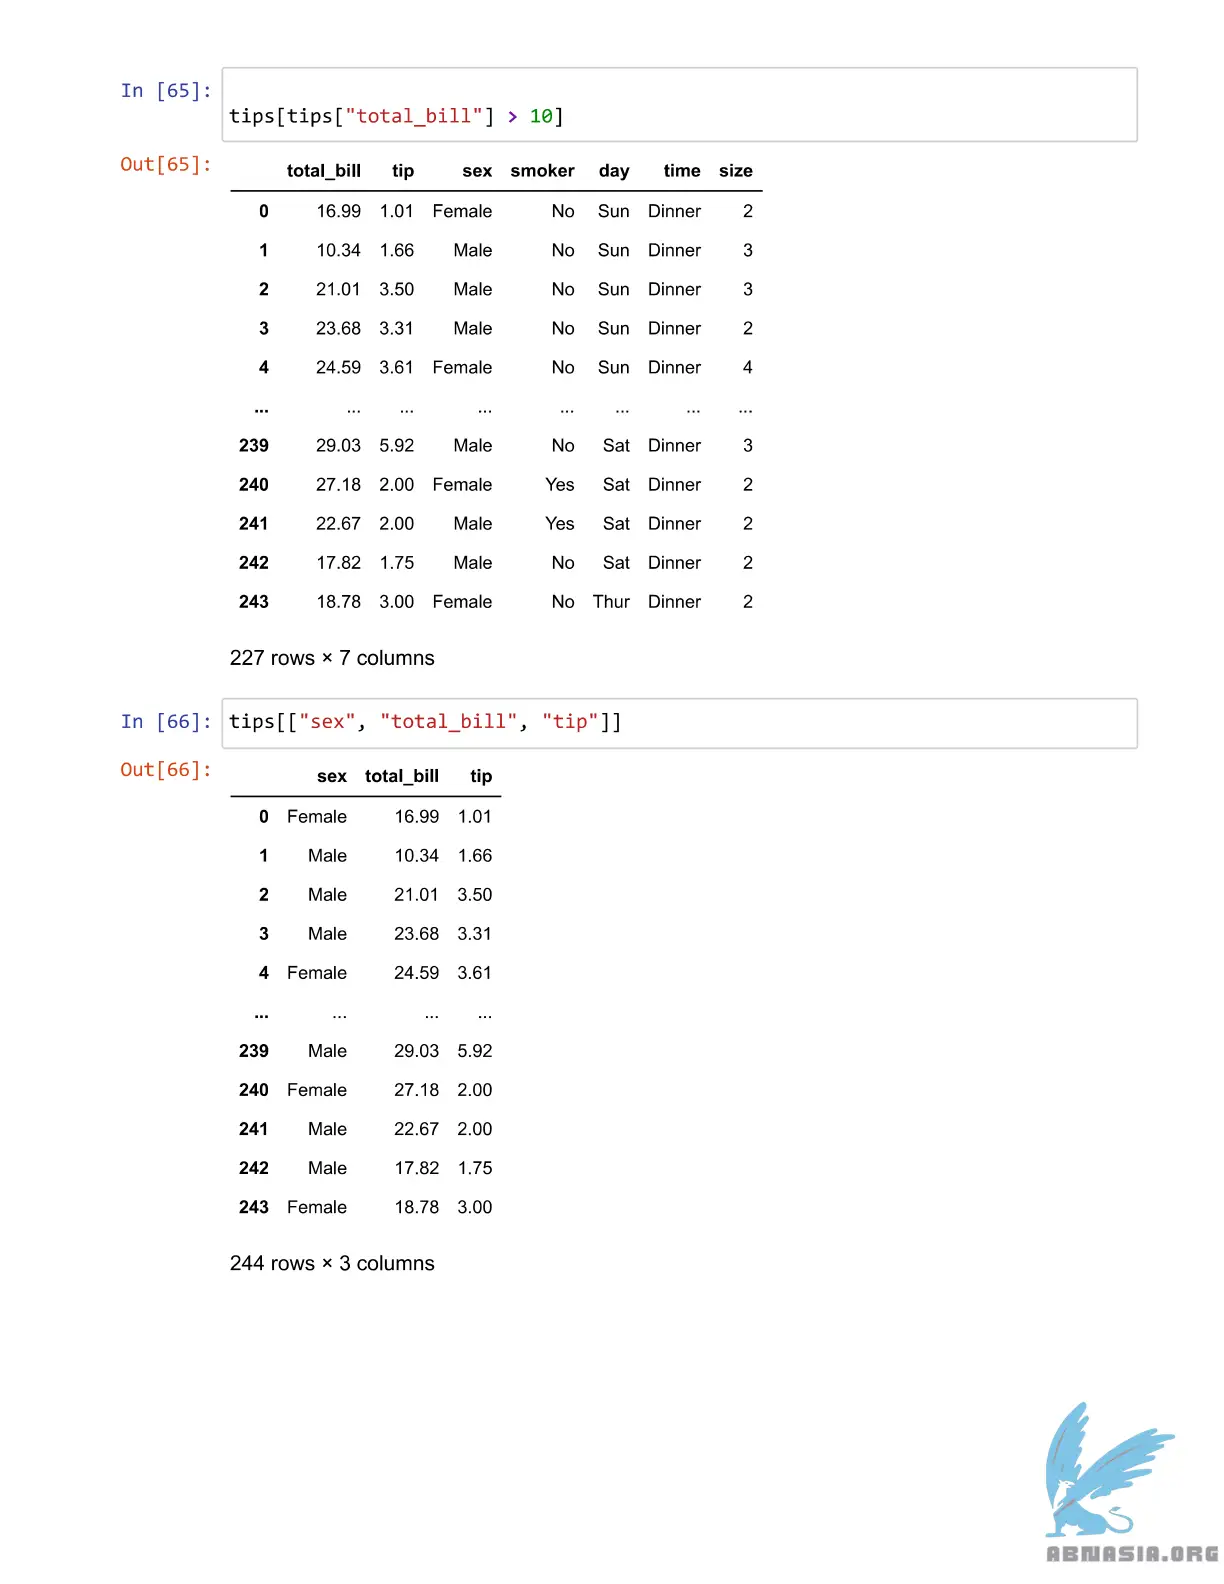 In [65]:
tips[tips["total_bill"] > 10]
Out[65]:
total_bill tip sex smoker day time size
0 16.99 1.01 Female No Sun Dinner 2
1 10.34 1.66 Male No Sun Dinner 3
2 21.01 3.50 Male No Sun Dinner 3
3 23.68 3.31 Male No Sun Dinner 2
4 24.59 3.61 Female No Sun Dinner 4
... ... ... ... ... ... ... ...
239 29.03 5.92 Male No Sat Dinner 3
240 27.18 2.00 Female Yes Sat Dinner 2
241 22.67 2.00 Male Yes Sat Dinner 2
242 17.82 1.75 Male No Sat Dinner 2
243 18.78 3.00 Female No Thur Dinner 2
227 rows × 7 columns
In [66]: tips[["sex", "total_bill", "tip"]]
Out[66]:
sex total_bill tip
0 Female 16.99 1.01
1 Male 10.34 1.66
2 Male 21.01 3.50
3 Male 23.68 3.31
4 Female 24.59 3.61
... ... ... ...
239 Male 29.03 5.92
240 Female 27.18 2.00
241 Male 22.67 2.00
242 Male 17.82 1.75
243 Female 18.78 3.00
244 rows × 3 columns
ABNASIA.ORG